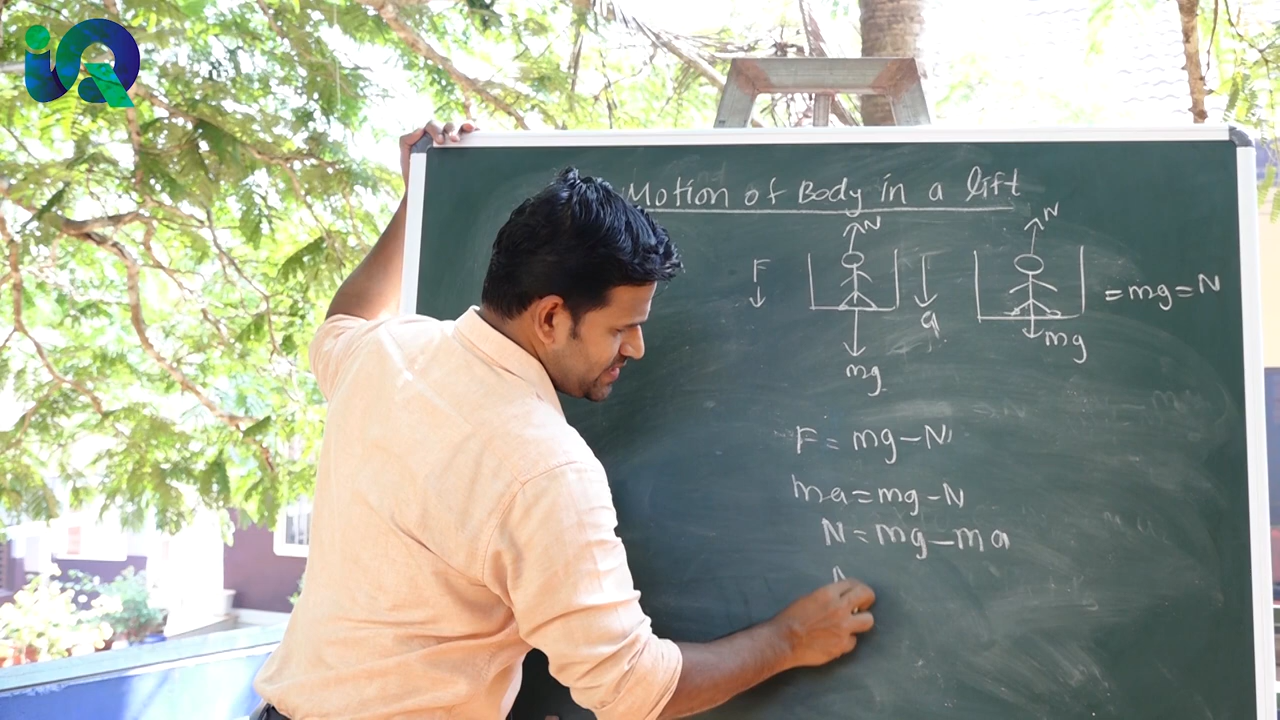 iQ
Motion of Body in a lift
N
N
F
a
= mg = N
mg
mg
F = mg - N
ma = mg - N
N = mg - ma